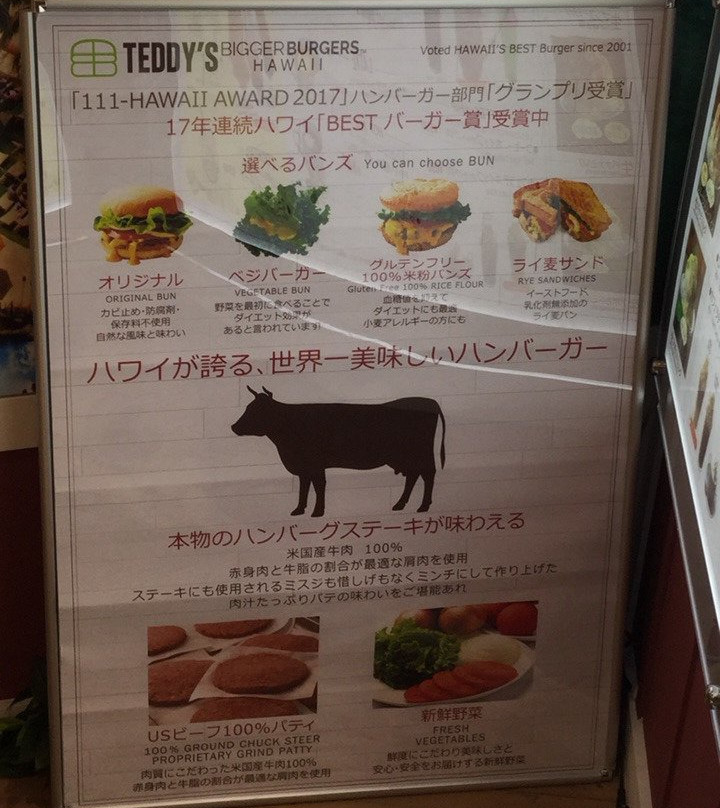 TEDDY'S BIGGER BURGERS HAWAII
Voted HAWAII'S BEST Burger since 2001
「111-HAWAII AWARD 2017」ハンバーガー部門「グランプリ受賞」
17年連続ハワイ「BEST バーガー賞」受賞中
選べるバンズ You can choose BUN
オリジナル
ORIGINAL BUN
カビ止め・防腐剤・
保存料不使用
自然な風味と味わい
ベジバーガー
VEGETABLE BUN
野菜を最初に食べることで
ダイエット効果が
あると言われています
グルテンフリー
100%米粉バンズ
Gluten Free 100% RICE FLOUR
血糖値を抑えて
ダイエットにも最適
小麦アレルギーの方にも
ライ麦サンド
RYE SANDWICHES
イーストフード
乳化剤無添加の
ライ麦パン
ハワイが誇る、世界一美味しいハンバーガー
本物のハンバーグステーキが味わえる
米国産牛肉 100%
赤身肉と牛脂の割合が最適な肩肉を使用
ステーキにも使用されるミスジも惜しげもなくミンチにして作り上げた
肉汁たっぷりパテの味わいをご堪能あれ
USビーフ100%パティ
100% GROUND CHUCK STEER
PROPRIETARY GRIND PATTY
肉質にこだわった米国産牛肉100%
赤身肉と牛脂の割合が最適な肩肉を使用
新鮮野菜
FRESH
VEGETABLES
鮮度にこだわり美味しさと
安心・安全をお届けする新鮮野菜